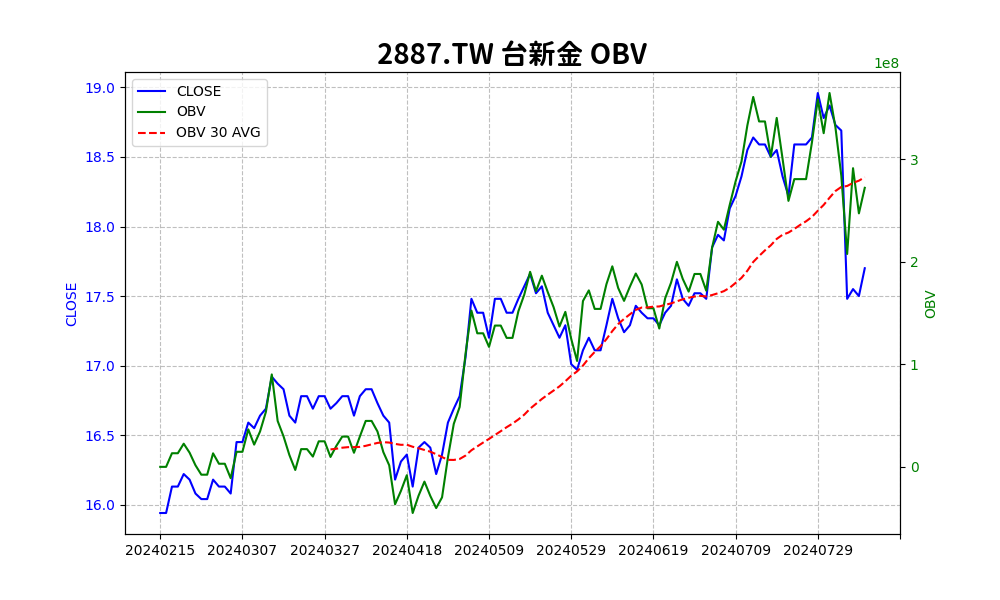 2887.TW 台新金 OBV
1e8
CLOSE
OBV
OBV 30 AVG
19.0
18.5
18.0
17.5
17.0
16.5
16.0
CLOSE
3
2
1
0
OBV
20240215 20240307 20240327 20240418 20240509 20240529 20240619 20240709 20240729